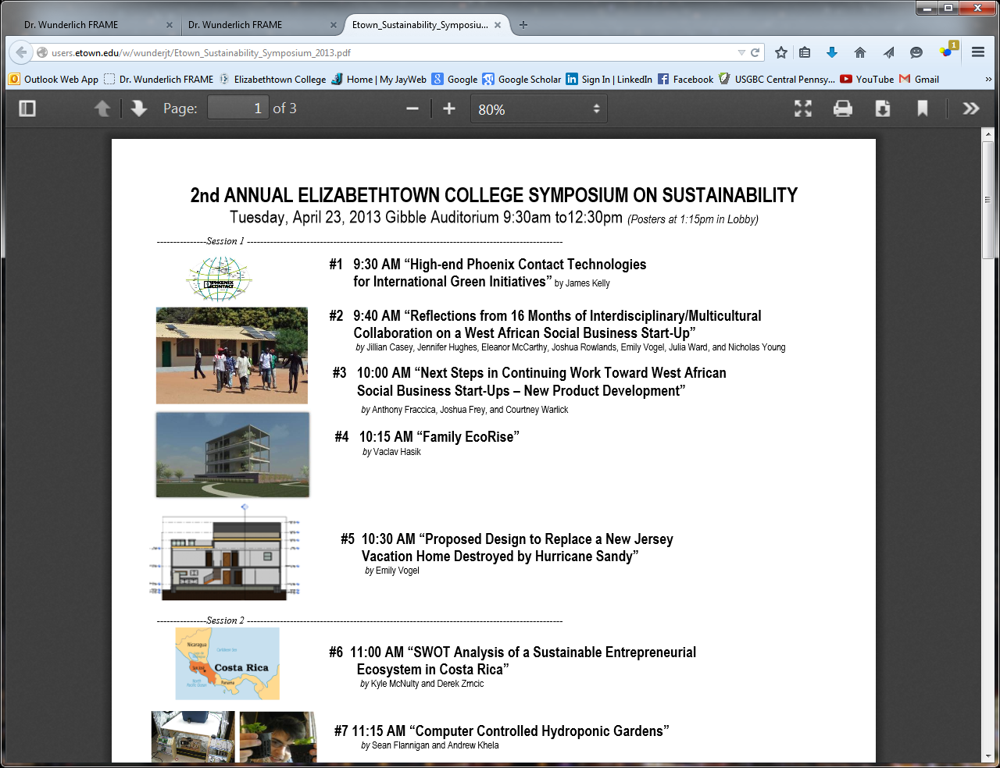 Dr. Wunderlich FRAME
Dr. Wunderlich FRAME
Etown_Sustainability_Symposiu...
users.etown.edu/w/wunderjt/Etown_Sustainability_Symposium_2013.pdf
1
Outlook Web App
Dr. Wunderlich FRAME
Elizabethtown College
Home | My JayWeb
Google
Google Scholar
Sign In | LinkedIn
Facebook
USGBC Central Pennsy...
YouTube
Gmail
Page: 1 of 3
80%
2nd ANNUAL ELIZABETHTOWN COLLEGE SYMPOSIUM ON SUSTAINABILITY
Tuesday, April 23, 2013 Gibble Auditorium 9:30am to12:30pm (Posters at 1:15pm in Lobby)
---------------Session 1 -----------------------------------------------------------------------------------------------
PHOENIX
CONTACT
#1 9:30 AM “High-end Phoenix Contact Technologies
for International Green Initiatives” by James Kelly
#2 9:40 AM “Reflections from 16 Months of Interdisciplinary/Multicultural
Collaboration on a West African Social Business Start-Up”
by Jillian Casey, Jennifer Hughes, Eleanor McCarthy, Joshua Rowlands, Emily Vogel, Julia Ward, and Nicholas Young
#3 10:00 AM “Next Steps in Continuing Work Toward West African
Social Business Start-Ups – New Product Development”
by Anthony Fraccica, Joshua Frey, and Courtney Warlick
#4 10:15 AM “Family EcoRise”
by Vaclav Hasik
#5 10:30 AM “Proposed Design to Replace a New Jersey
Vacation Home Destroyed by Hurricane Sandy”
by Emily Vogel
---------------Session 2 -----------------------------------------------------------------------------------------------
Nicaragua
Caribbean Sea
San José
Costa Rica
North
Pacific Ocean
Panama
#6 11:00 AM “SWOT Analysis of a Sustainable Entrepreneurial
Ecosystem in Costa Rica”
by Kyle McNulty and Derek Zrncic
#7 11:15 AM “Computer Controlled Hydroponic Gardens”
by Sean Flannigan and Andrew Khela